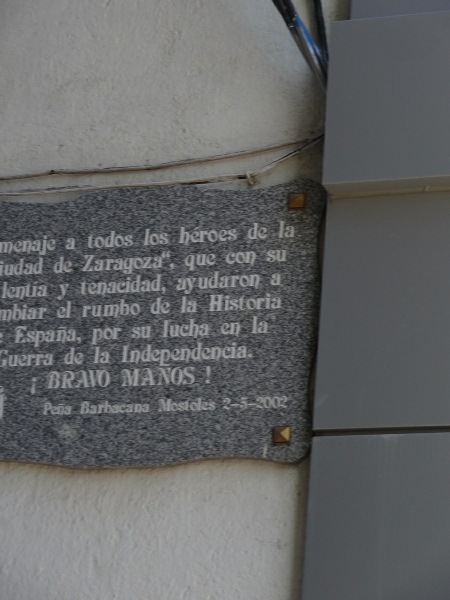 menaje a todos los héroes de la
iudad de Zaragoza", que con su
lentía y tenacidad, ayudaron a
mbiar el rumbo de la Historia
e España, por su lucha en la
Guerra de la Independencia.
¡ BRAVO MAÑOS !
Peña Barbacana Mostoles 2-5-2002